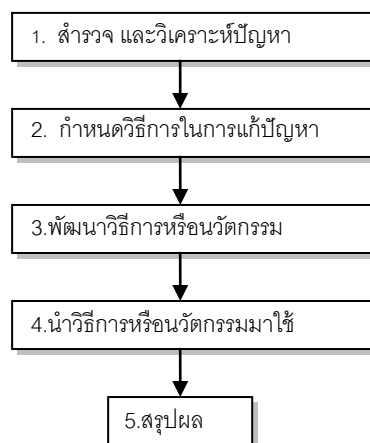 1. สำรวจ และวิเคราะห์ปัญหา
2. กำหนดวิธีการในการแก้ปัญหา
3.พัฒนาวิธีการหรือนวัตกรรม
4.นำวิธีการหรือนวัตกรรมมาใช้
5.สรุปผล